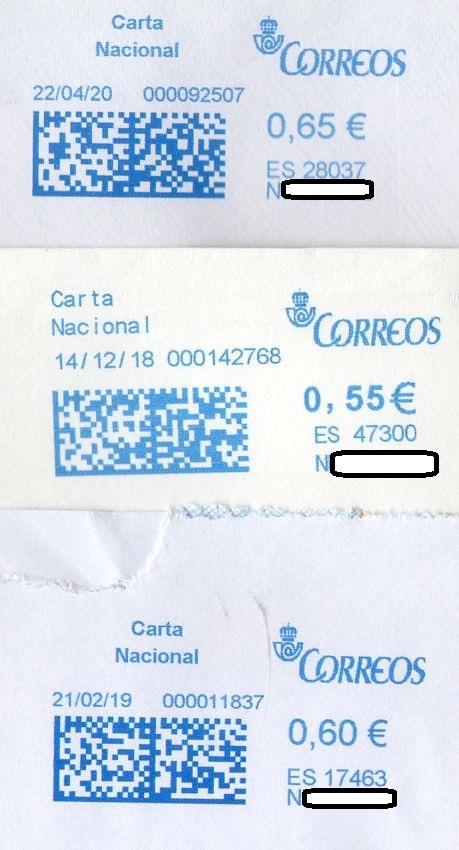 Carta
Nacional
CORREOS
22/04/20 000092507
0,65 €
ES 28037
N
Carta
Nacional
CORREOS
14/12/18 000142768
0,55 €
ES 47300
N
Carta
Nacional
CORREOS
21/02/19 000011837
0,60 €
ES 17463
N